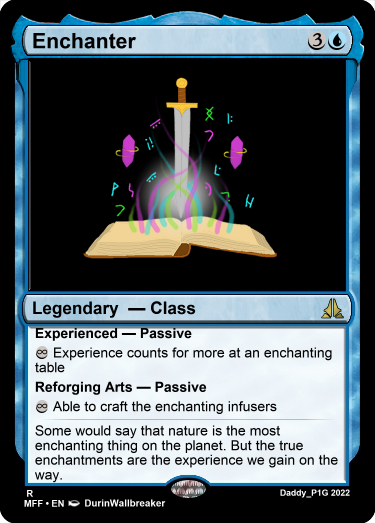 Enchanter 3
Legendary — Class
Experienced — Passive
Experience counts for more at an enchanting
table
Reforging Arts — Passive
Able to craft the enchanting infusers
Some would say that nature is the most
enchanting thing on the planet. But the true
enchantments are the experience we gain on the
way.
R
Daddy_P1G 2022
MFF • EN DurinWallbreaker